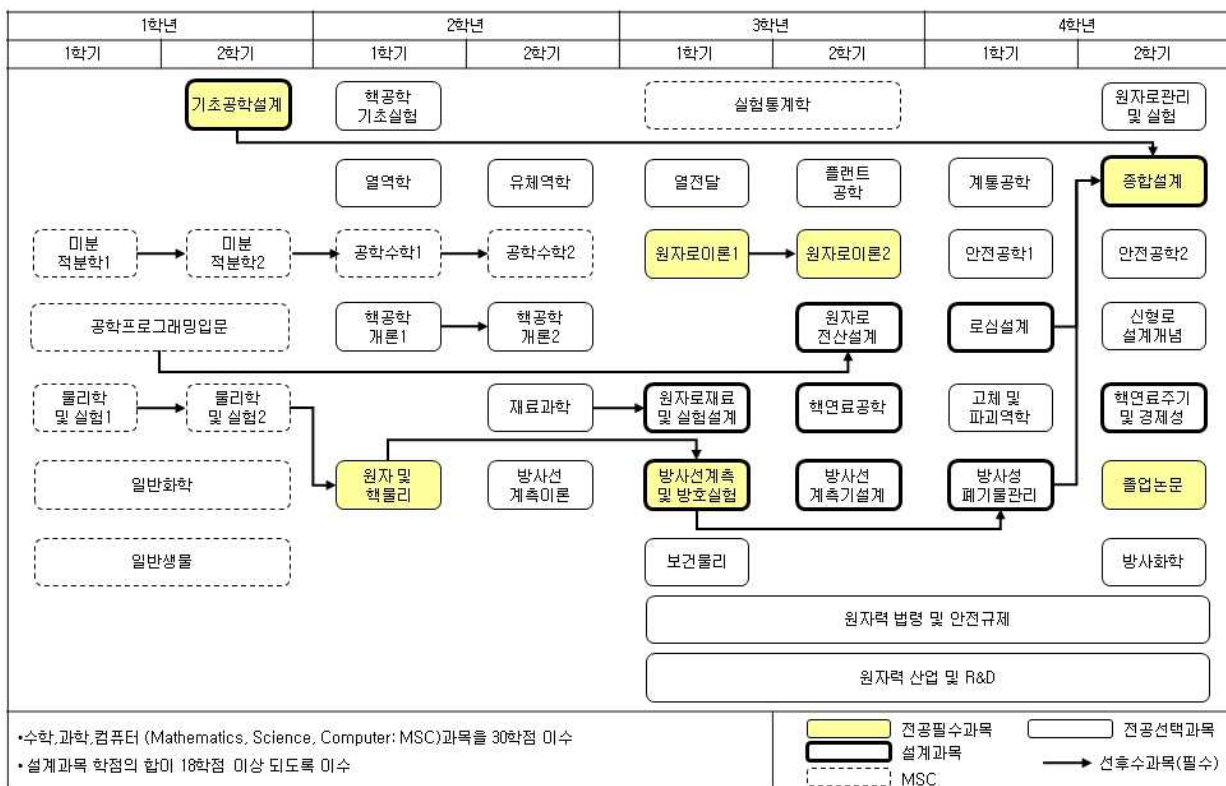 1학년 2학년 3학년 4학년
1학기 2학기 1학기 2학기 1학기 2학기 1학기 2학기
기초공학설계
핵공학
기초실험
실험통계학
원자로관리
및 실험
열역학
유체역학
열전달
플랜트
공학
계통공학
종합설계
미분
적분학1
미분
적분학2
공학수학1
공학수학2
원자로이론1
원자로이론2
안전공학1
안전공학2
공학프로그래밍입문
핵공학
개론1
핵공학
개론2
원자로
전산설계
로심설계
신형로
설계개념
물리학
및 실험1
물리학
및 실험2
재료과학
원자로재료
및 실험설계
핵연료공학
고체 및
파괴역학
핵연료주기
및 경제성
일반화학
원자 및
핵물리
방사선
계측이론
방사선계측
및 방호실험
방사선
계측기설계
방사성
폐기물관리
졸업논문
일반생물
보건물리
방사화학
원자력 법령 및 안전규제
원자력 산업 및 R&D
•수학,과학,컴퓨터 (Mathematics, Science, Computer: MSC)과목을 30학점 이수
•설계과목 학점의 합이 18학점 이상 되도록 이수
전공필수과목
전공선택과목
설계과목
선후수과목(필수)
MSC